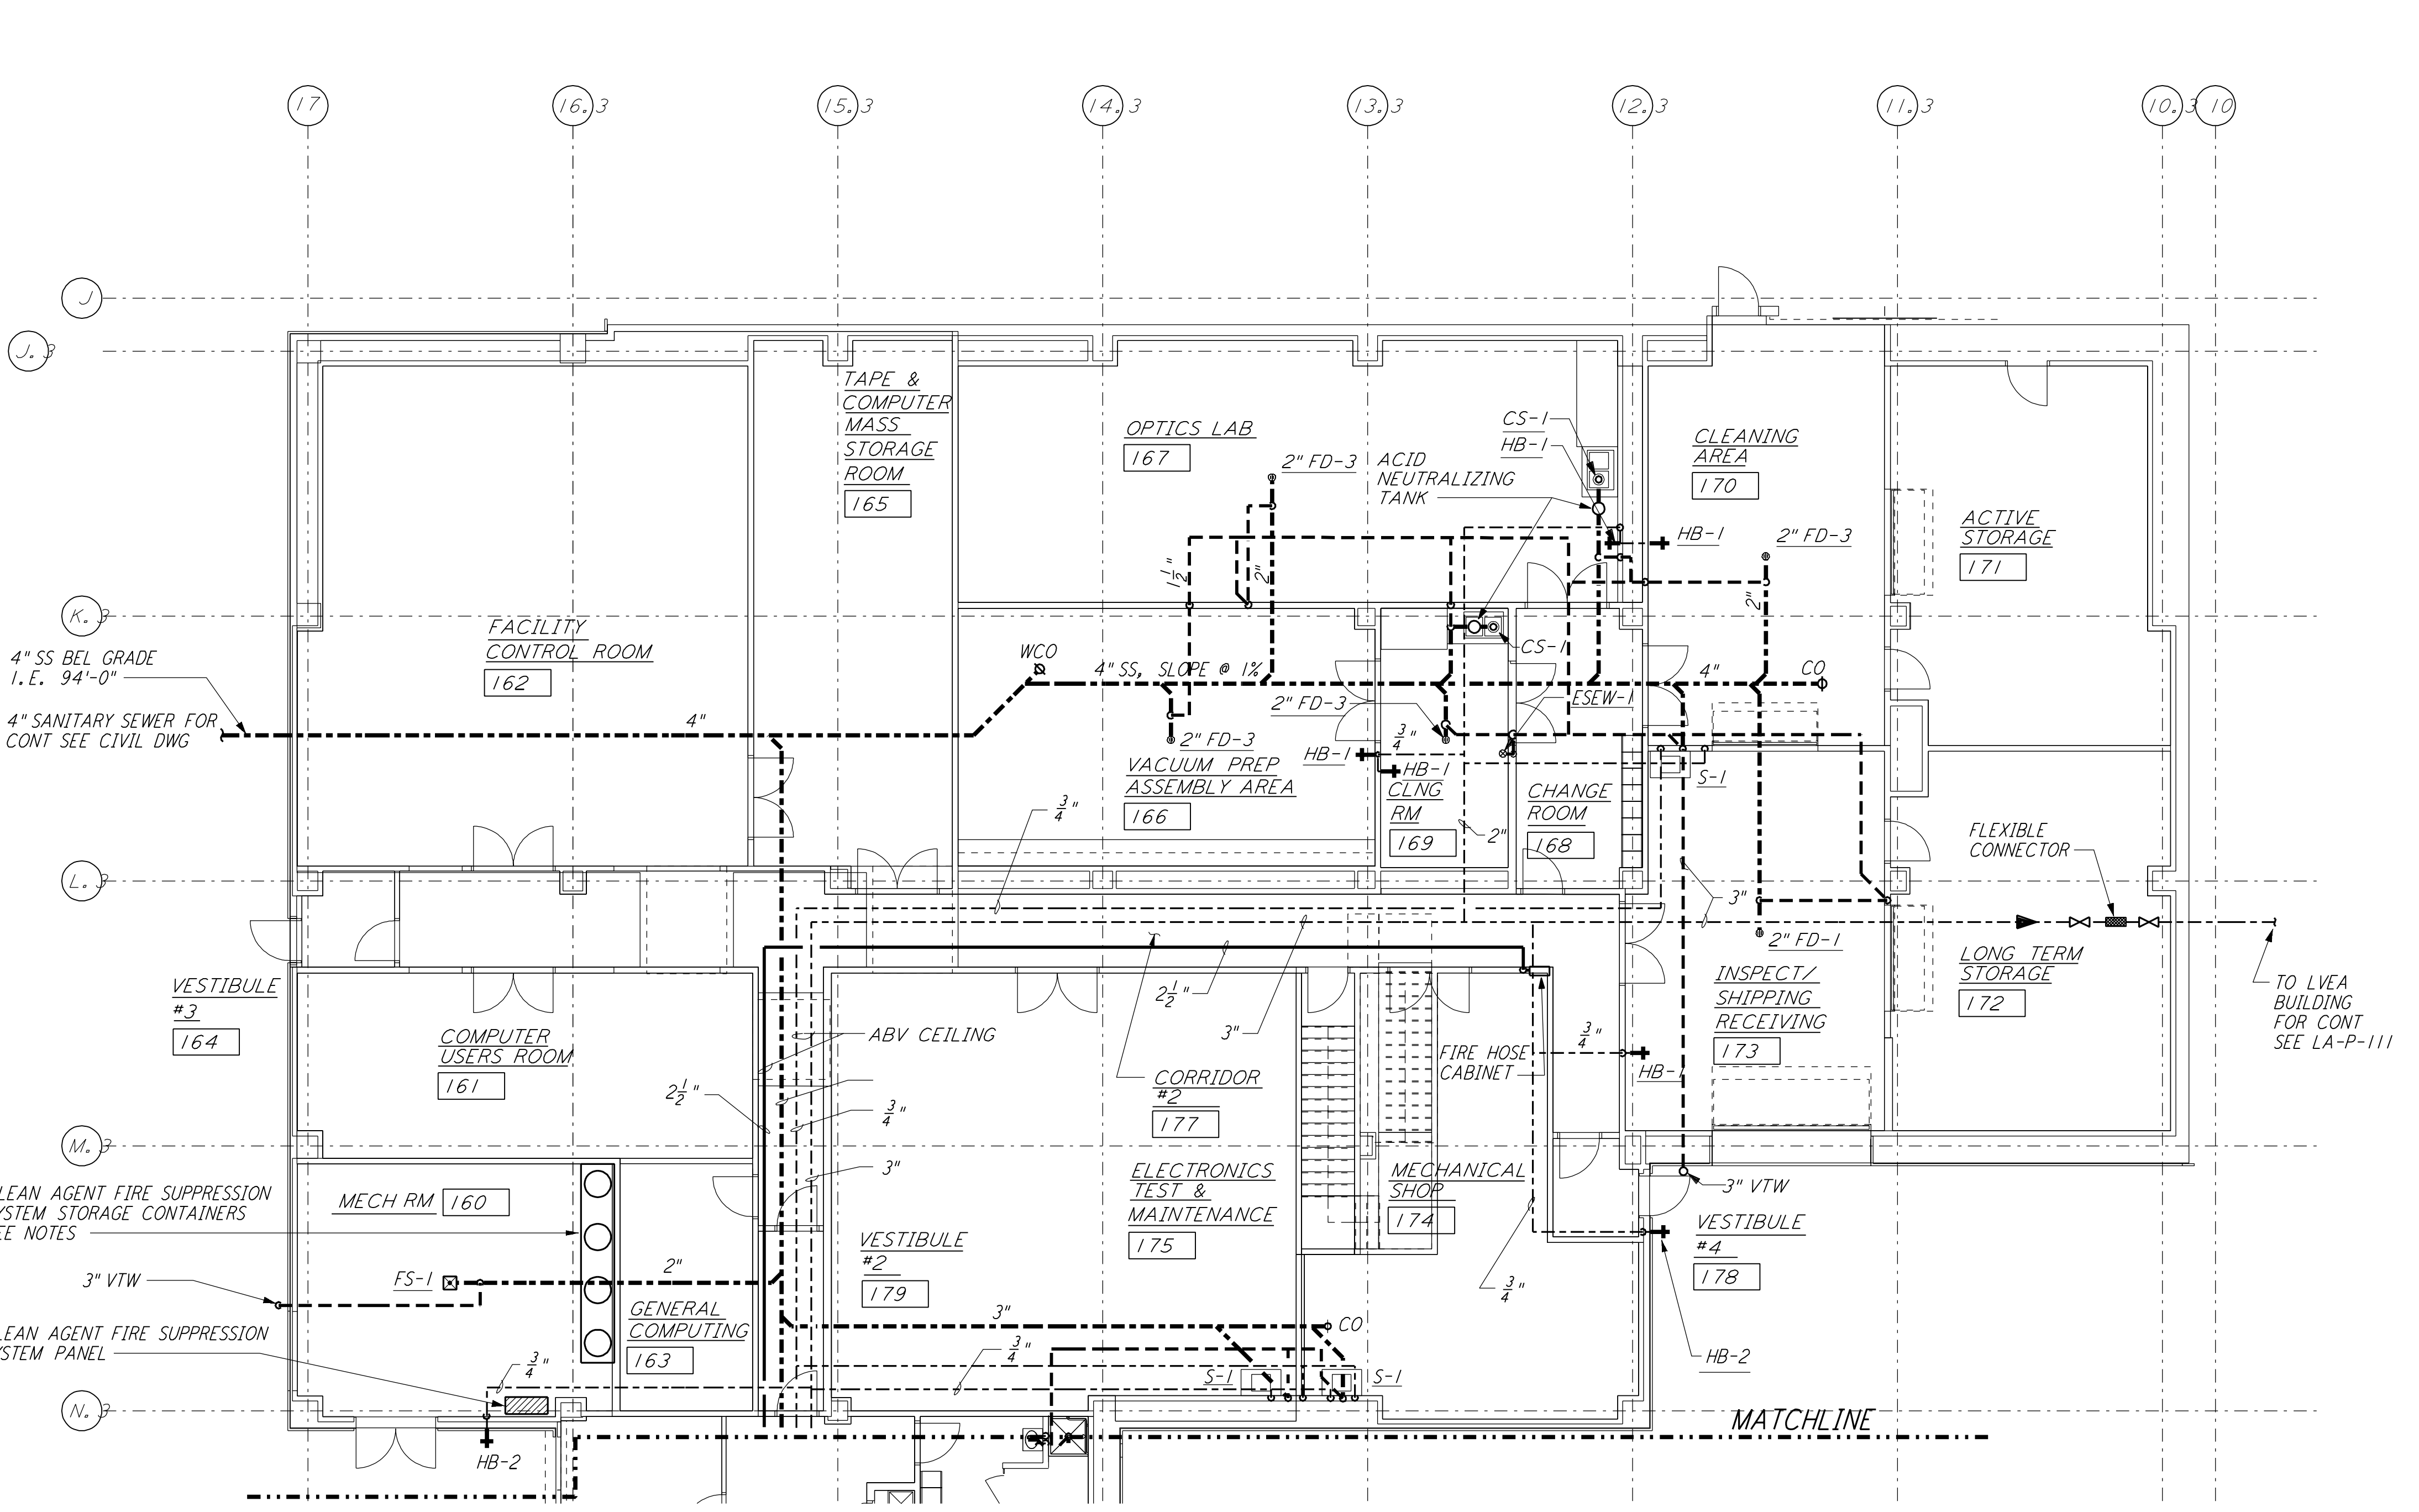 17
16.3
15.3
14.3
13.3
12.3
11.3
10.3
10
J
J.3
K.3
L.3
M.3
N.3
TAPE &
COMPUTER
MASS
STORAGE
ROOM
165
OPTICS LAB
167
2" FD-3
ACID
NEUTRALIZING
TANK
CS-1
HB-1
CLEANING
AREA
170
HB-1
2" FD-3
ACTIVE
STORAGE
171
1 1/2"
2"
2"
FACILITY
CONTROL ROOM
162
4" SS BEL GRADE
I.E. 94'-0"
4" SANITARY SEWER FOR
CONT SEE CIVIL DWG
4"
WCO
4" SS, SLOPE @ 1%
CS-1
4"
CO
2" FD-3
ESEW-1
2" FD-3
3/4"
HB-1
HB-1
VACUUM PREP
ASSEMBLY AREA
166
CLNG
RM
169
2"
CHANGE
ROOM
168
S-1
3/4"
FLEXIBLE
CONNECTOR
3"
2" FD-1
INSPECT/
SHIPPING
RECEIVING
173
LONG TERM
STORAGE
172
TO LVEA
BUILDING
FOR CONT
SEE LA-P-111
VESTIBULE
#3
164
COMPUTER
USERS ROOM
161
ABV CEILING
2 1/2"
2 1/2"
3"
3/4"
3"
CORRIDOR
#2
177
FIRE HOSE
CABINET
3/4"
HB-1
MECH RM 160
LEAN AGENT FIRE SUPPRESSION
YSTEM STORAGE CONTAINERS
EE NOTES
3" VTW
FS-1
2"
LEAN AGENT FIRE SUPPRESSION
YSTEM PANEL
3/4"
HB-2
GENERAL
COMPUTING
163
VESTIBULE
#2
179
ELECTRONICS
TEST &
MAINTENANCE
175
MECHANICAL
SHOP
174
3" VTW
VESTIBULE
#4
178
3/4"
HB-2
3"
CO
3/4"
S-1
S-1
MATCHLINE